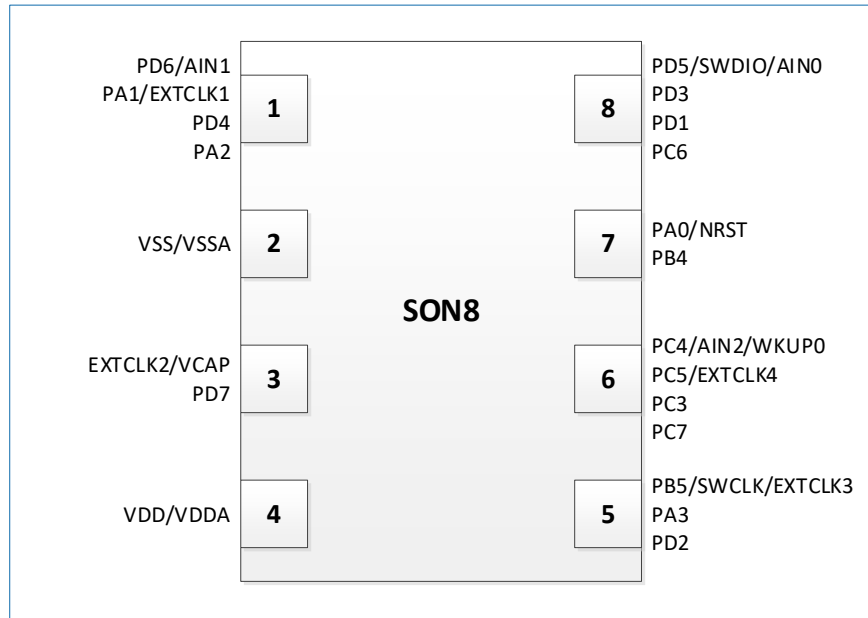 PD6/AIN1
PA1/EXTCLK1
PD4
PA2
1
VSS/VSSA
2
EXTCLK2/VCAP
PD7
3
VDD/VDDA
4
SON8
8
PD5/SWDIO/AIN0
PD3
PD1
PC6
7
PA0/NRST
PB4
6
PC4/AIN2/WKUP0
PC5/EXTCLK4
PC3
PC7
5
PB5/SWCLK/EXTCLK3
PA3
PD2